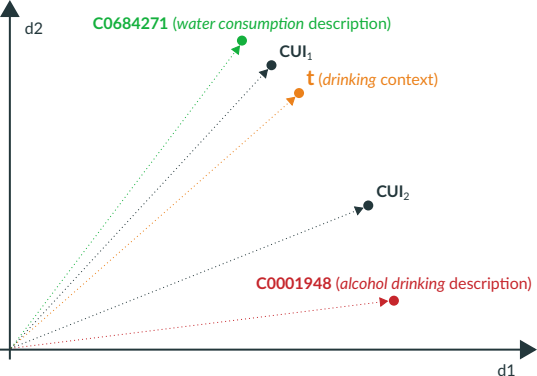 C0684271 (water consumption description)
d2
CUI1
t (drinking context)
CUI2
C0001948 (alcohol drinking description)
d1